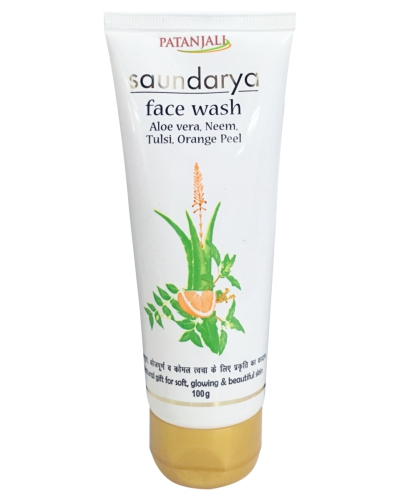 PATANJALI
saundarya
face wash
Aloe vera, Neem,
Tulsi, Orange Peel
व कोमल त्वचा के लिए प्रकृति का
gift for soft, glowing & beautiful skin
100g